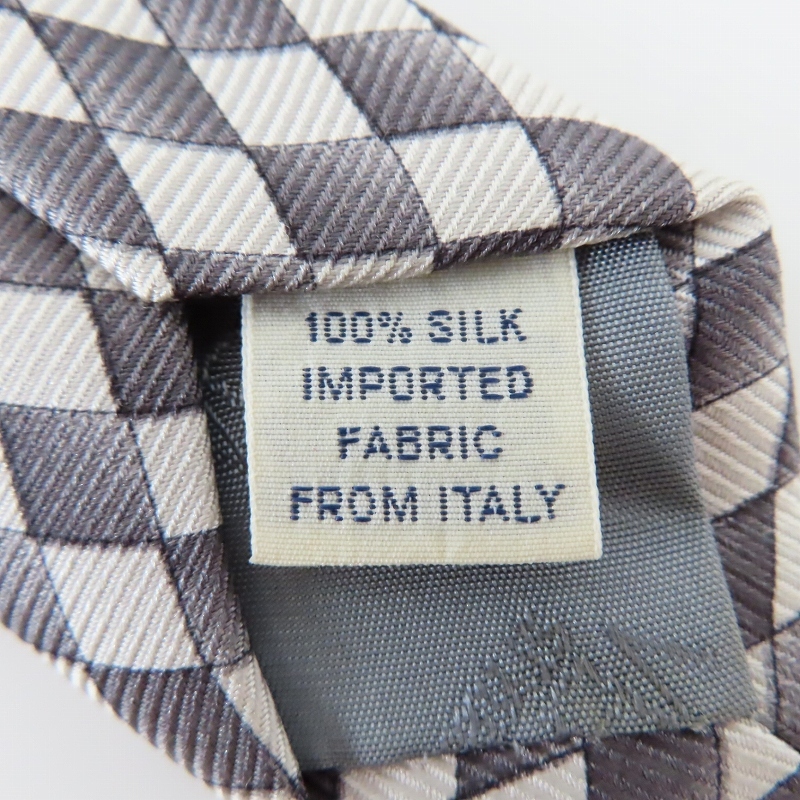 100% SILK
IMPORTED
FABRIC
FROM ITALY